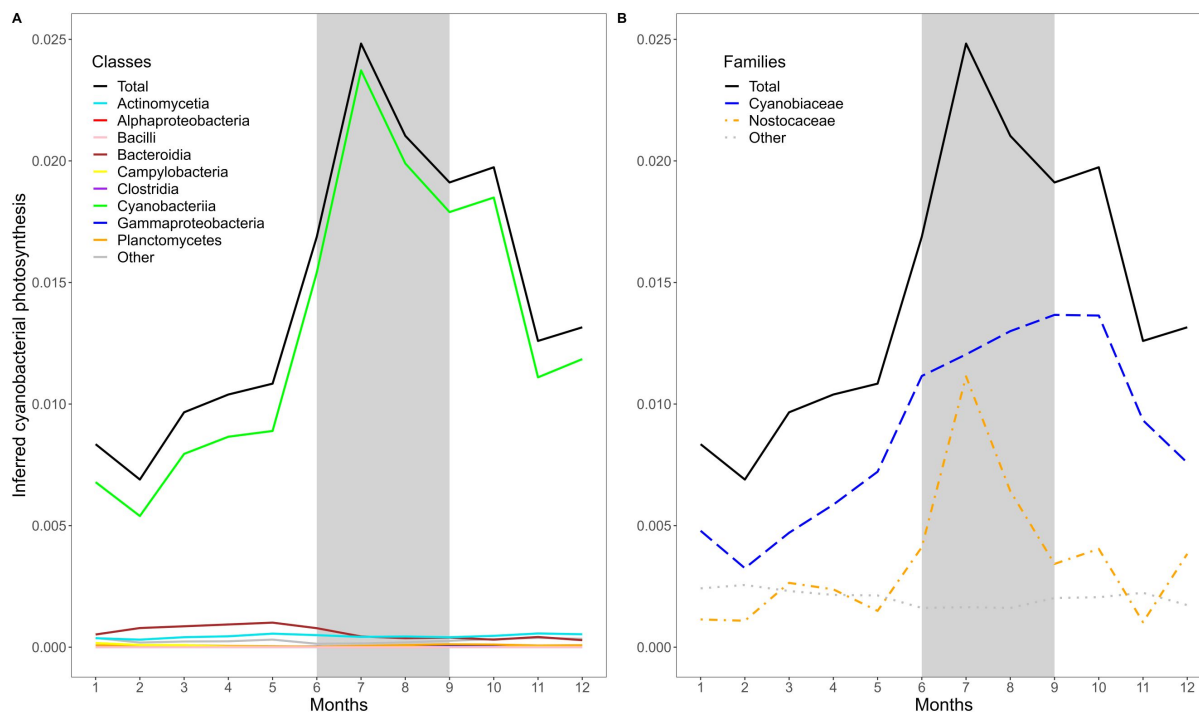 A
Inferred cyanobacterial photosynthesis
0.025
0.020
0.015
0.010
0.005
0.000
Classes
Total
Actinomycetia
Alphaproteobacteria
Bacilli
Bacteroidia
Campylobacteria
Clostridia
Cyanobacteriia
Gammaproteobacteria
Planctomycetes
Other
1 2 3 4 5 6 7 8 9 10 11 12
Months
B
0.025
0.020
0.015
0.010
0.005
0.000
Families
Total
Cyanobiaceae
Nostocaceae
Other
1 2 3 4 5 6 7 8 9 10 11 12
Months